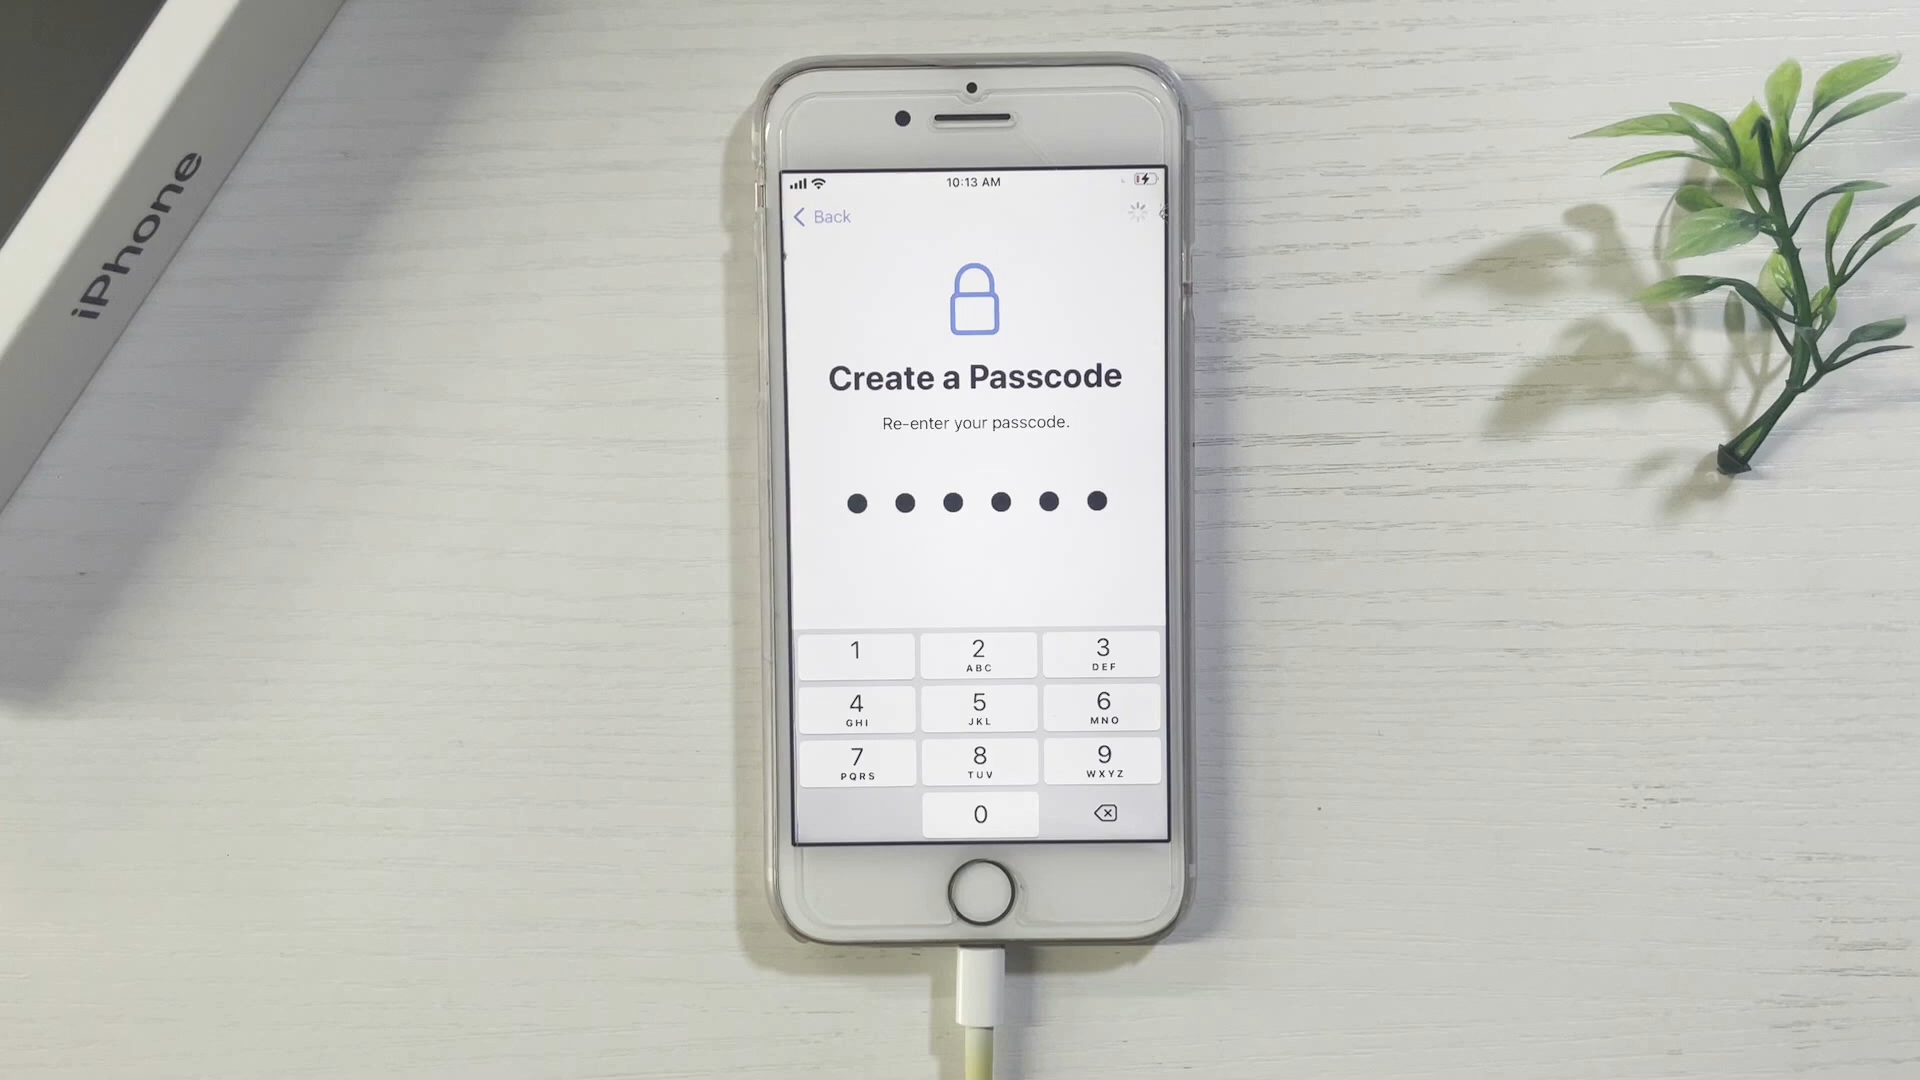 iPhone
10:13 AM
Back
Create a Passcode
Re-enter your passcode.
1
2
ABC
3
DEF
4
GHI
5
JKL
6
MNO
7
PQRS
8
TUV
9
WXYZ
0